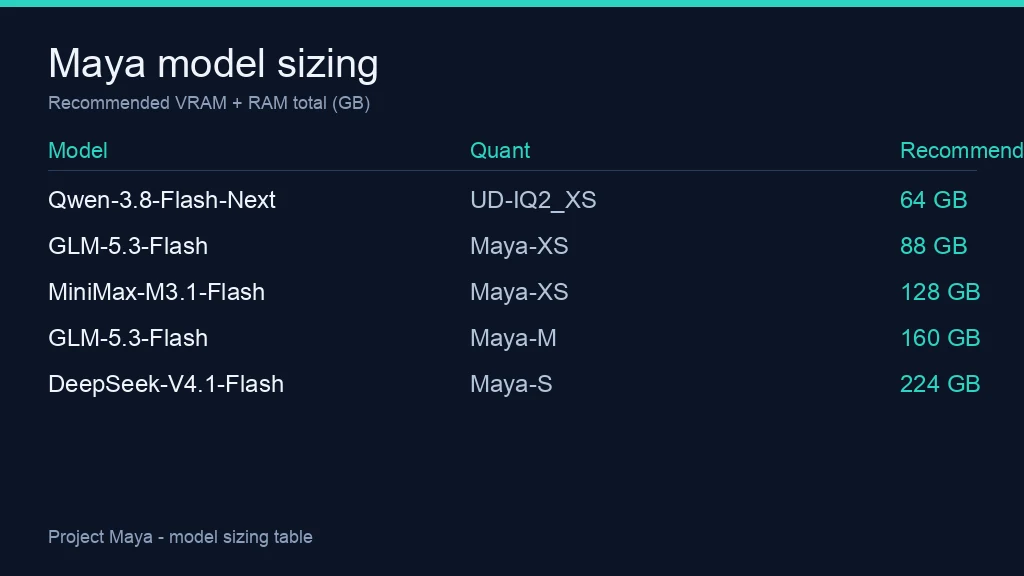 Maya model sizing
Recommended VRAM + RAM total (GB)
Model Quant Recommend
Qwen-3.8-Flash-Next UD-IQ2_XS 64 GB
GLM-5.3-Flash Maya-XS 88 GB
MiniMax-M3.1-Flash Maya-XS 128 GB
GLM-5.3-Flash Maya-M 160 GB
DeepSeek-V4.1-Flash Maya-S 224 GB
Project Maya - model sizing table